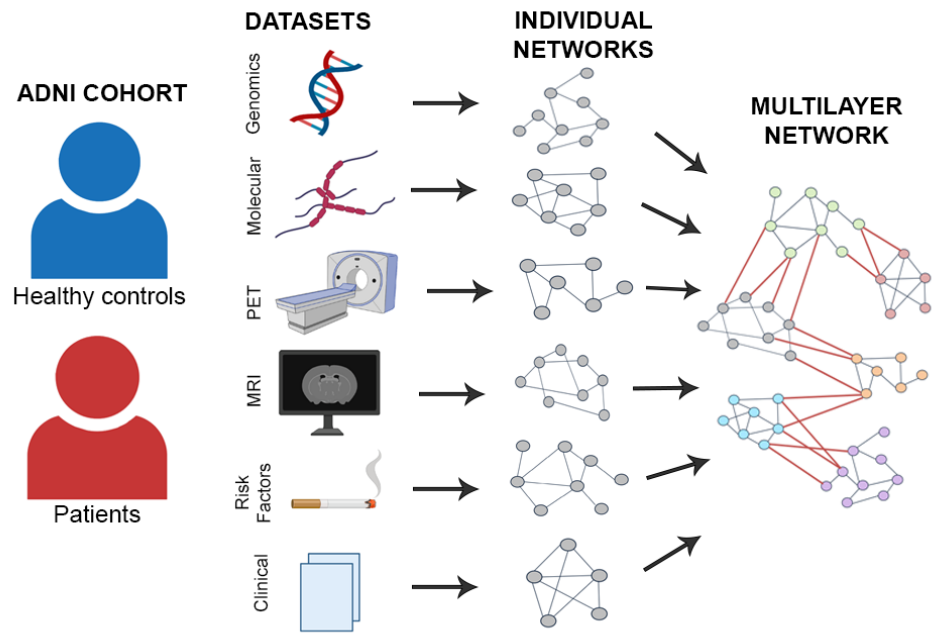 DATASETS
INDIVIDUAL
NETWORKS
ADNI COHORT
MULTILAYER
NETWORK
Healthy controls
Patients
Genomics
Molecular
PET
MRI
Risk
Factors
Clinical